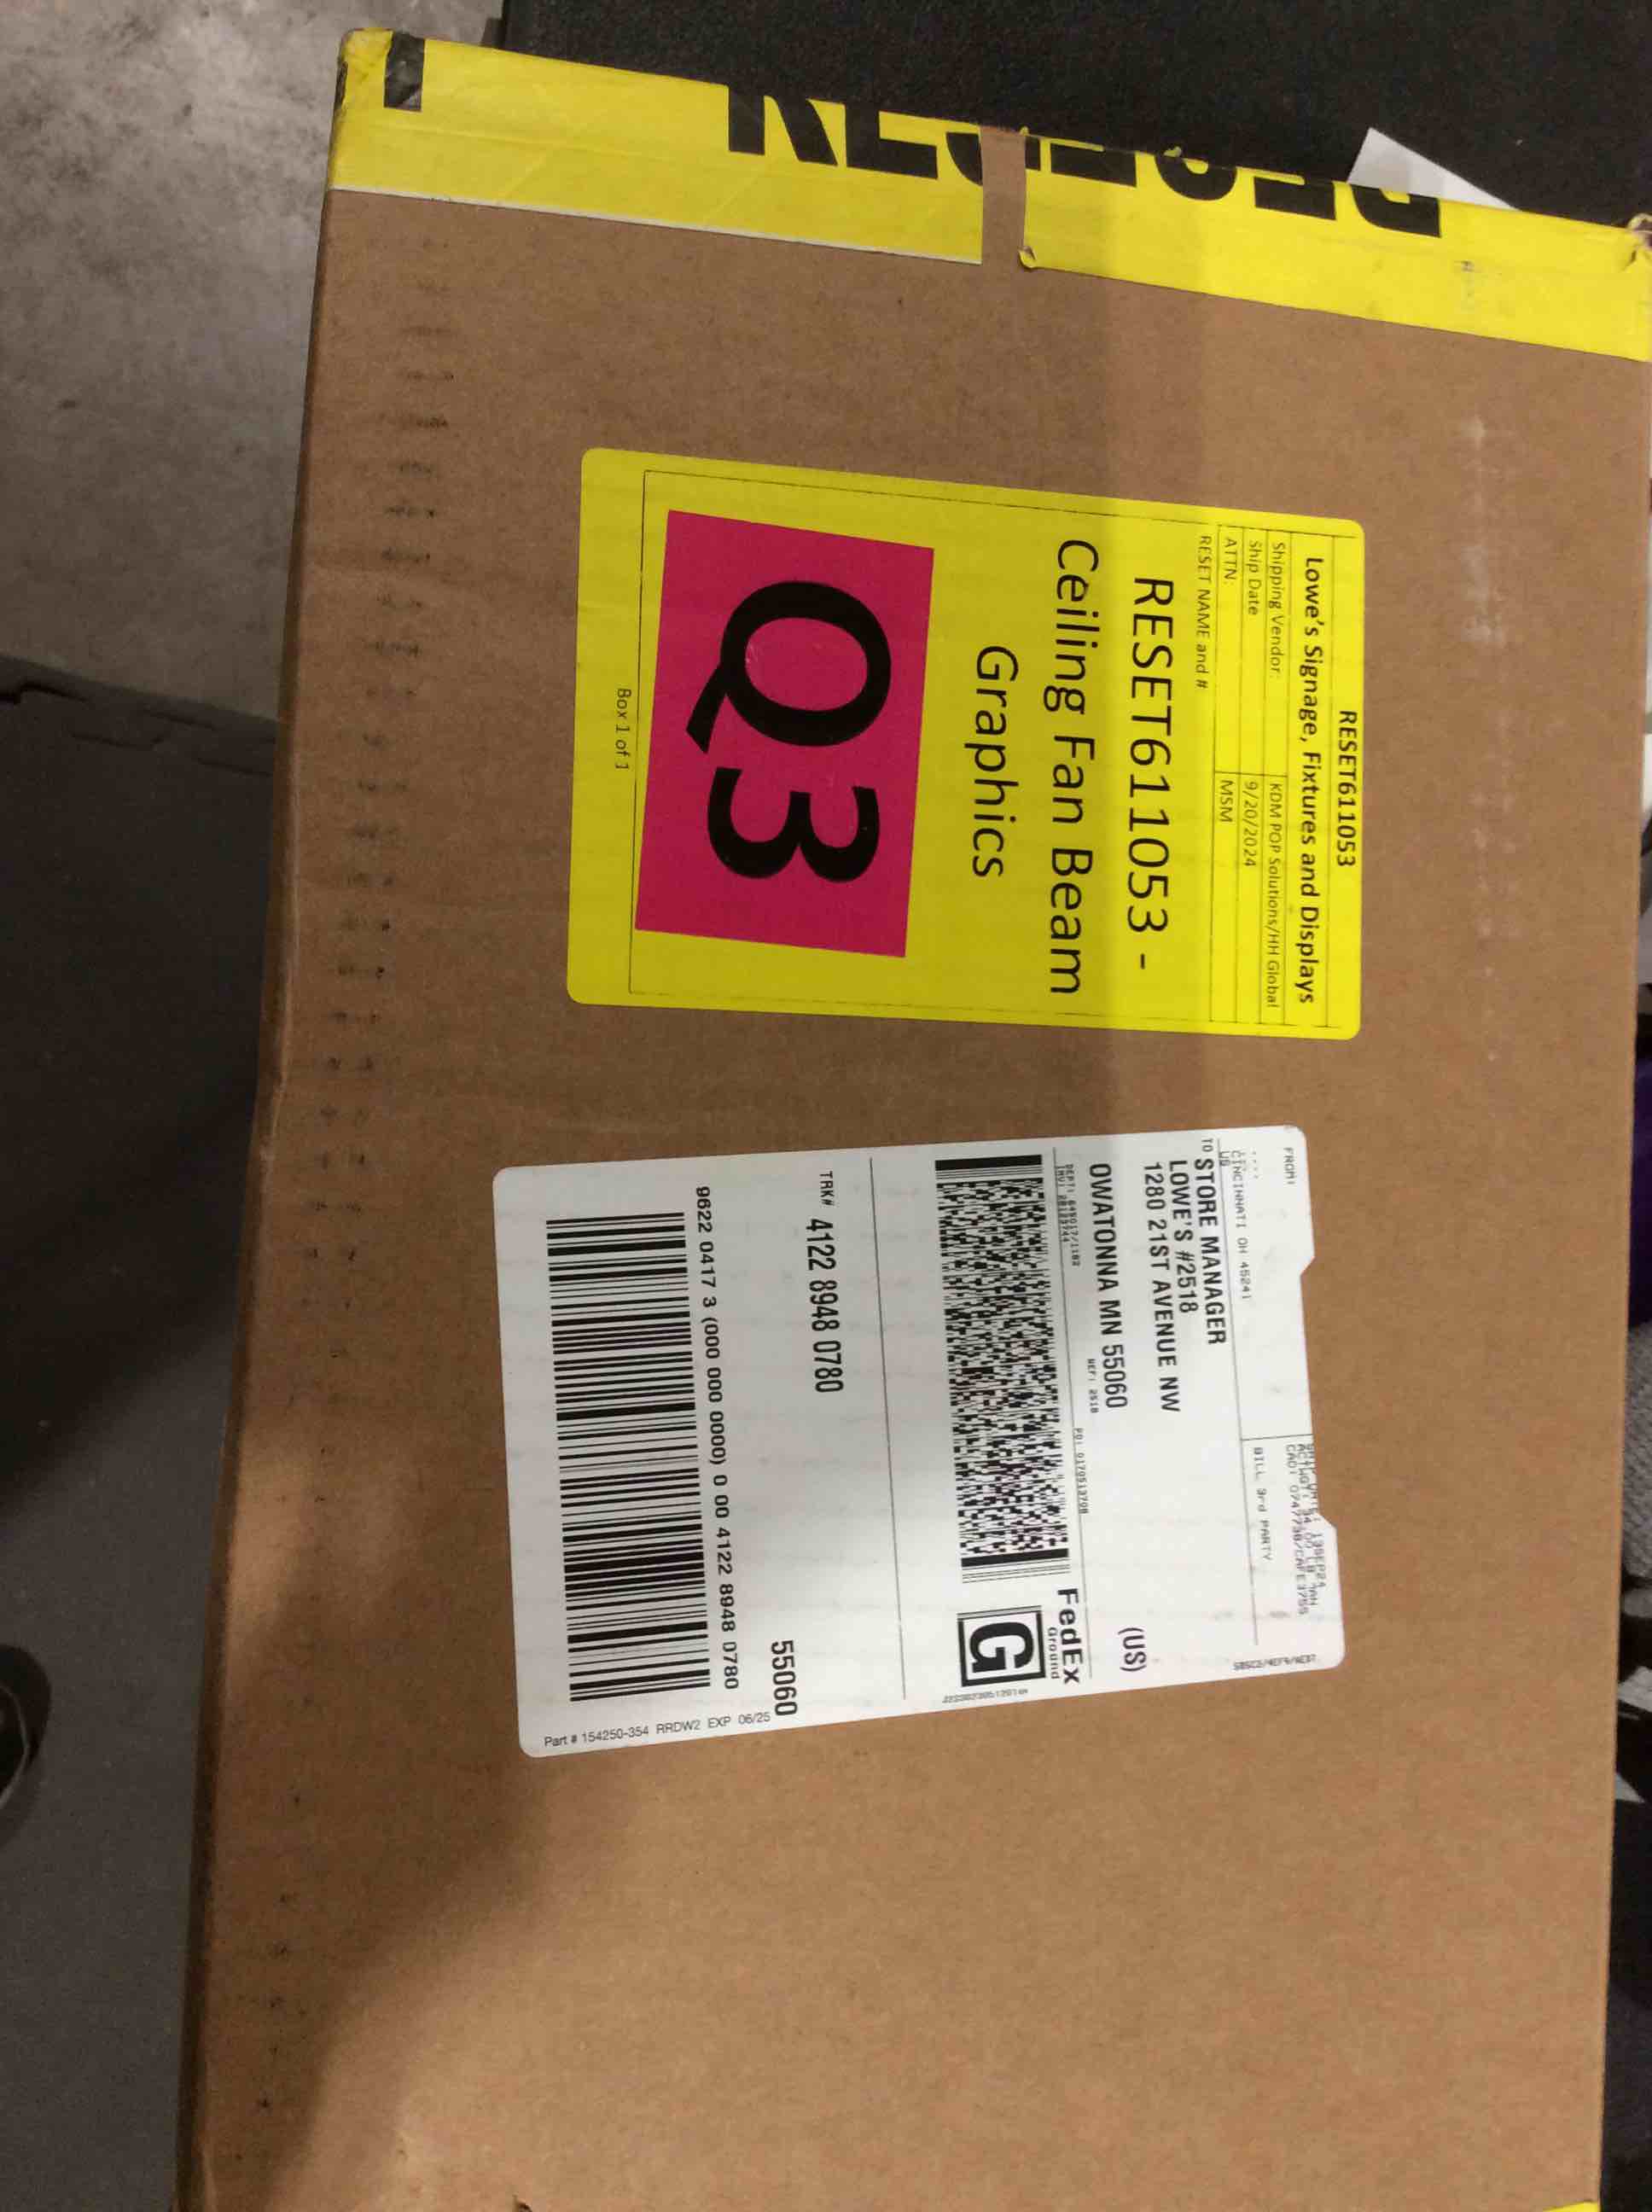 RESET611053
Lowe's Signage, Fixtures and Displays
Shipping Vendor: KDM POP Solutions/HH Global
Ship Date 9/20/2024
ATTN: MSM
RESET NAME and #
RESET611053 -
Ceiling Fan Beam
Graphics
Q3
Box 1 of 1
FROM:
CINCINNATI OH 45241
US
BILL 3rd PARTY
TO STORE MANAGER
LOWE'S #2518
1280 21ST AVENUE NW
OWATONNA MN 55060
(US)
REF: 2518
FedEx
Ground
G
TRK# 4122 8948 0780
55060
9622 0417 3 (000 000 0000) 0 00 4122 8948 0780
Part # 154250-354 RRDW2 EXP 06/25